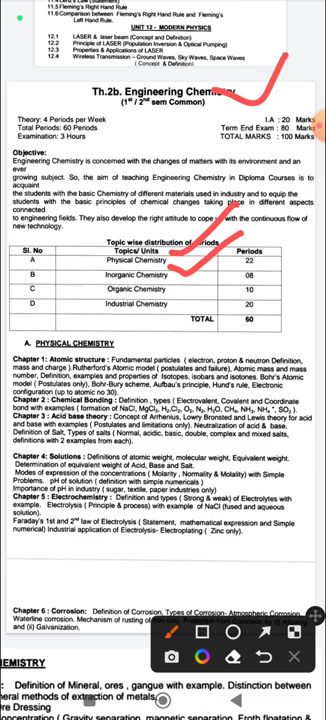 11.5 Fleming's Right Hand Rule
11.6 Comparison between Fleming's Right Hand Rule and Fleming's
Left Hand Rule.
UNIT 12 - MODERN PHYSICS
12.1 LASER & laser beam (Concept and Definition)
12.2 Principle of LASER (Population Inversion & Optical Pumping)
12.3 Properties & Applications of LASER
12.4 Wireless Transmission – Ground Waves, Sky Waves, Space Waves
( Concept & Definition)
Th.2b. Engineering Chemistry
(1st / 2nd sem Common)
Theory: 4 Periods per Week I.A : 20 Marks
Total Periods: 60 Periods Term End Exam : 80 Marks
Examination: 3 Hours TOTAL MARKS : 100 Marks
Objective:
Engineering Chemistry is concerned with the changes of matters with its environment and an
ever
growing subject. So, the aim of teaching Engineering Chemistry in Diploma Courses is to
acquaint
the students with the basic Chemistry of different materials used in industry and to equip the
students with the basic principles of chemical changes taking place in different aspects
connected
to engineering fields. They also develop the right attitude to cope with the continuous flow of
new technology.
Topic wise distribution of periods
Sl. No Topics/ Units Periods
A Physical Chemistry 22
B Inorganic Chemistry 08
C Organic Chemistry 10
D Industrial Chemistry 20
TOTAL 60
A. PHYSICAL CHEMISTRY
Chapter 1: Atomic structure : Fundamental particles ( electron, proton & neutron Definition,
mass and charge ).Rutherford's Atomic model ( postulates and failure), Atomic mass and mass
number, Definition, examples and properties of Isotopes, isobars and isotones. Bohr's Atomic
model ( Postulates only), Bohr-Bury scheme, Aufbau's principle, Hund's rule, Electronic
configuration (up to atomic no 30).
Chapter 2 : Chemical Bonding : Definition , types ( Electrovalent, Covalent and Coordinate
bond with examples ( formation of NaCl, MgCl₂, H₂,Cl₂, O₂, N₂, H₂O, CH₄, NH₃, NH₄⁺, SO₂ ).
Chapter 3 : Acid base theory : Concept of Arrhenius, Lowry Bronsted and Lewis theory for acid
and base with examples ( Postulates and limitations only). Neutralization of acid & base.
Definition of Salt, Types of salts ( Normal, acidic, basic, double, complex and mixed salts,
definitions with 2 examples from each).
Chapter 4: Solutions : Definitions of atomic weight, molecular weight, Equivalent weight.
Determination of equivalent weight of Acid, Base and Salt.
Modes of expression of the concentrations ( Molarity , Normality & Molality) with Simple
Problems. pH of solution ( definition with simple numericals )
Importance of pH in industry ( sugar, textile, paper industries only)
Chapter 5 : Electrochemistry : Definition and types ( Strong & weak) of Electrolytes with
example. Electrolysis ( Principle & process) with example of NaCl (fused and aqueous
solution).
Faraday's 1st and 2nd law of Electrolysis ( Statement, mathematical expression and Simple
numerical) Industrial application of Electrolysis- Electroplating ( Zinc only).
Chapter 6 : Corrosion: Definition of Corrosion, Types of Corrosion- Atmospheric Corrosion,
Waterline corrosion. Mechanism of rusting of
and (ii) Galvanization.
EMISTRY
: Definition of Mineral, ores , gangue with example. Distinction between
neral methods of extraction of metals,
re Dressing
oncentration ( Gravity separation, magnetic separation, Froth floatation &